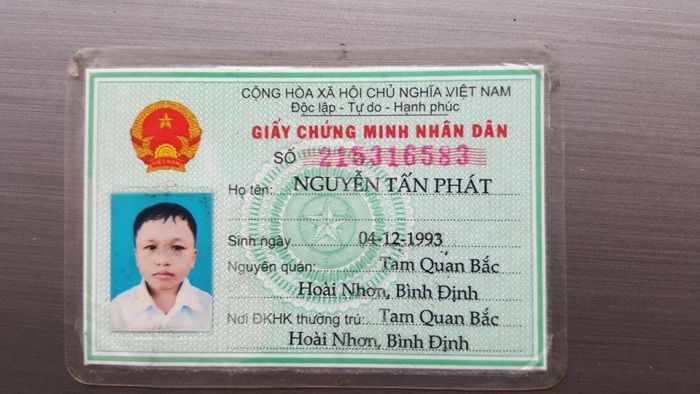 CỘNG HÒA XÃ HỘI CHỦ NGHĨA VIỆT NAM
Độc lập - Tự do - Hạnh phúc
GIẤY CHỨNG MINH NHÂN DÂN
SỐ 215316583
Họ tên: NGUYỄN TẤN PHÁT
Sinh ngày 04-12-1993
Nguyên quán: Tam Quan Bắc
Hoài Nhơn, Bình Định
Nơi ĐKHK thường trú: Tam Quan Bắc
Hoài Nhơn, Bình Định
VIỆT NAM